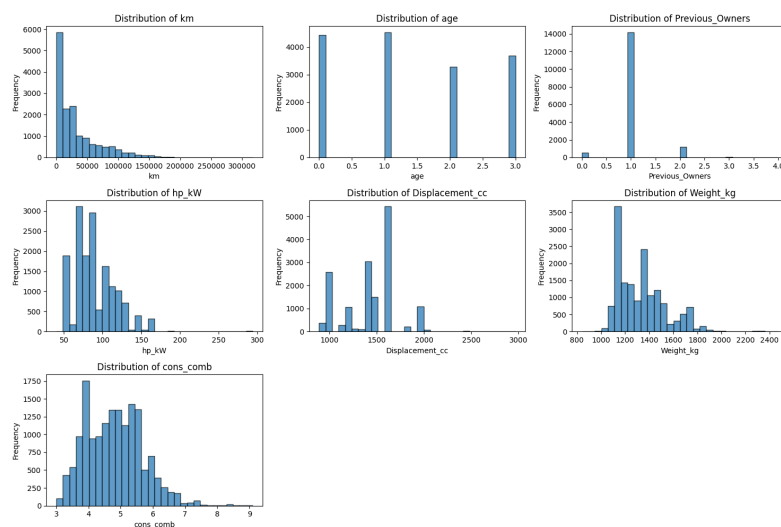 Distribution of km
Distribution of age
Distribution of Previous_Owners
6000
5000
4000
3000
2000
1000
0
Frequency
0 50000 100000 150000 200000 250000 300000
km
4000
3000
2000
1000
0
Frequency
0.0 0.5 1.0 1.5 2.0 2.5 3.0
age
14000
12000
10000
8000
6000
4000
2000
0
Frequency
0.0 0.5 1.0 1.5 2.0 2.5 3.0 3.5 4.0
Previous_Owners
Distribution of hp_kW
Distribution of Displacement_cc
Distribution of Weight_kg
3000
2500
2000
1500
1000
500
0
Frequency
50 100 150 200 250 300
hp_kW
5000
4000
3000
2000
1000
0
Frequency
1000 1500 2000 2500 3000
Displacement_cc
3500
3000
2500
2000
1500
1000
500
0
Frequency
800 1000 1200 1400 1600 1800 2000 2200 2400
Weight_kg
Distribution of cons_comb
1750
1500
1250
1000
750
500
250
0
Frequency
3 4 5 6 7 8 9
cons_comb